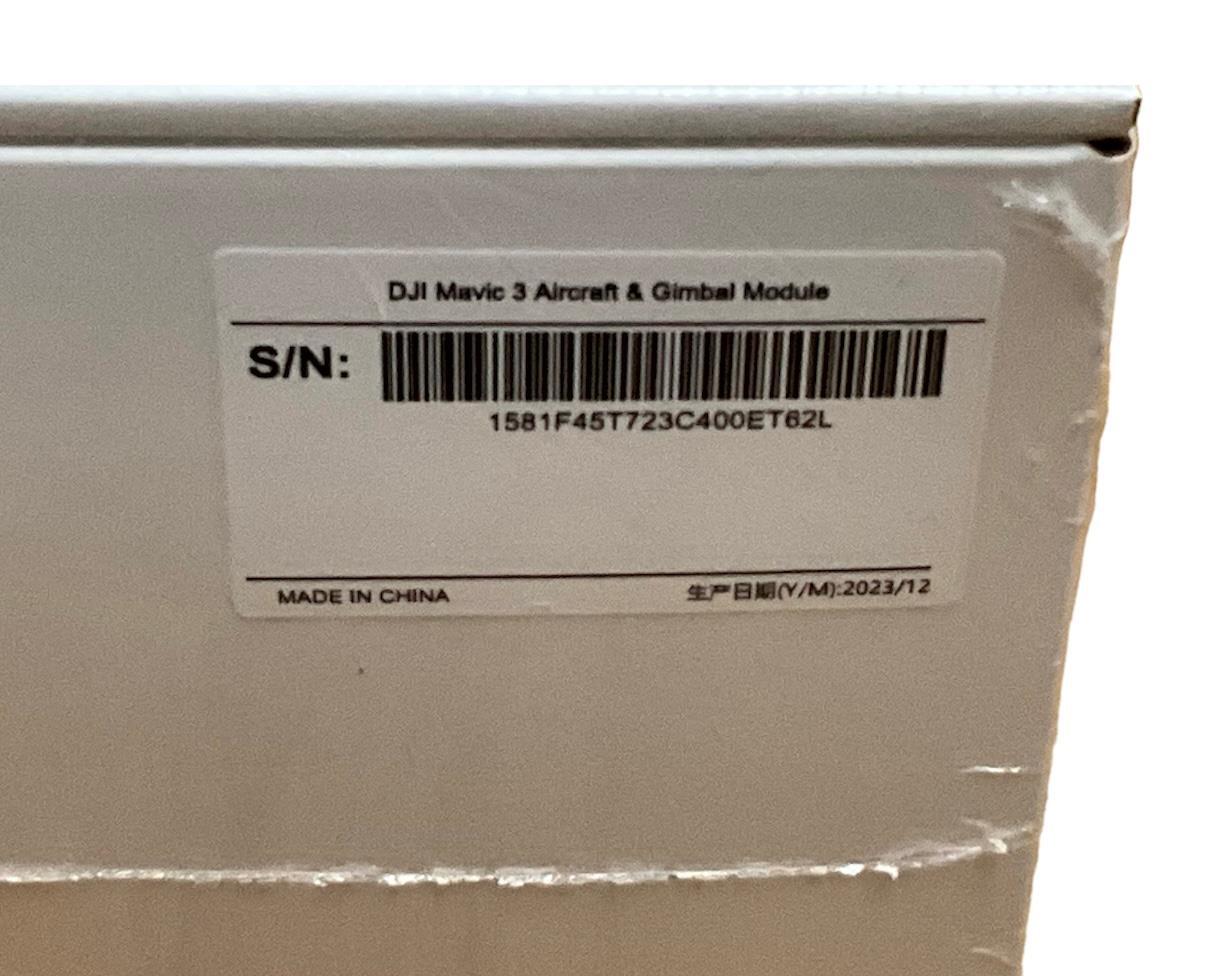 DJI Mavic 3 Aircraft & Gimbal Module
S/N:
1581F45T723C400ET62L
MADE IN CHINA
生产日期(Y/M):2023/12